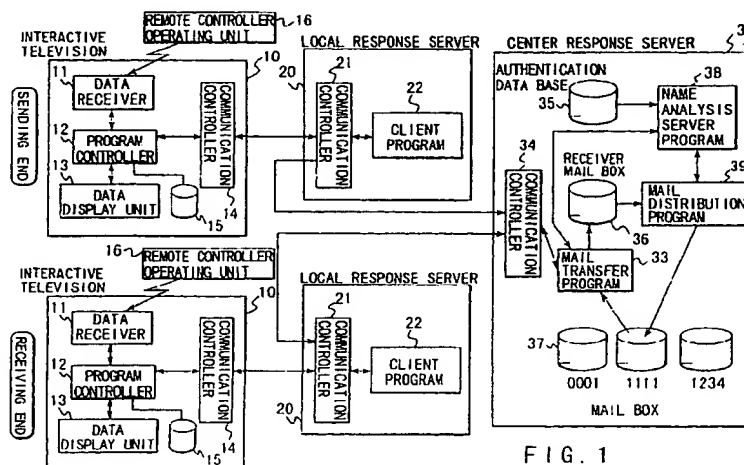 REMOTE CONTROLLER
OPERATING UNIT
16
INTERACTIVE
TELEVISION
10
11
DATA
RECEIVER
12
PROGRAM
CONTROLLER
13
DATA
DISPLAY UNIT
15
COMMUNICATION
CONTROLLER
14
SENDING END
LOCAL RESPONSE SERVER
20
21
COMMUNICATION
CONTROLLER
22
CLIENT
PROGRAM
CENTER RESPONSE SERVER
AUTHENTICATION
DATA BASE
35
38
NAME
ANALYSIS
SERVER
PROGRAM
34
COMMUNICATION
CONTROLLER
RECEIVER
MAIL BOX
36
39
MAIL
DISTRIBUTION
PROGRAM
33
MAIL
TRANSFER
PROGRAM
37
0001
1111
1234
MAIL BOX
16
REMOTE CONTROLLER
OPERATING UNIT
INTERACTIVE
TELEVISION
10
11
DATA
RECEIVER
12
PROGRAM
CONTROLLER
13
DATA
DISPLAY UNIT
15
COMMUNICATION
CONTROLLER
14
RECEIVING END
LOCAL RESPONSE SERVER
20
21
COMMUNICATION
CONTROLLER
22
CLIENT
PROGRAM
FIG. 1